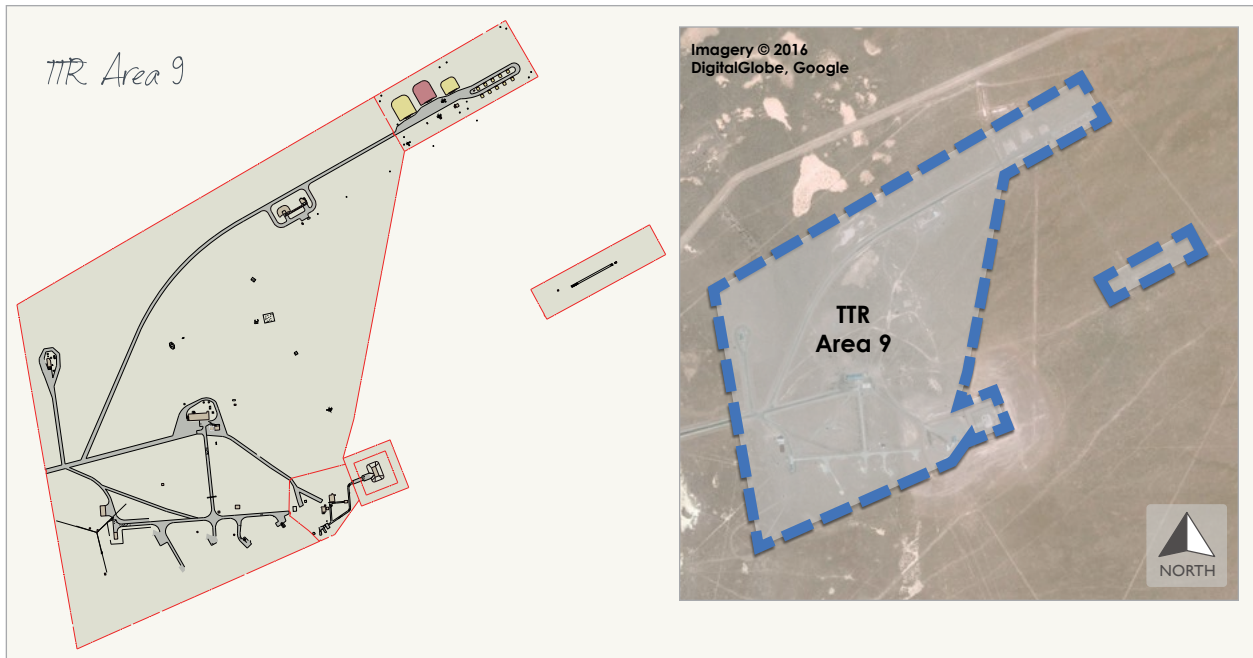 TTR Area 9
Imagery © 2016
DigitalGlobe, Google
TTR
Area 9
NORTH